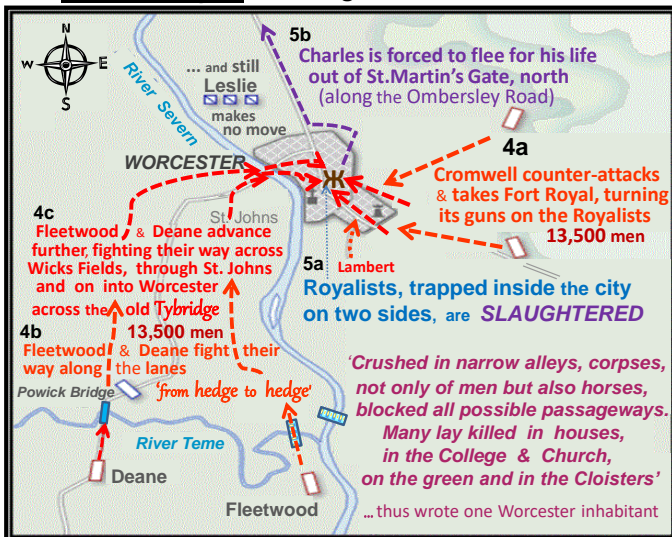 N
W E
S
5b
Charles is forced to flee for his life
out of St.Martin's Gate, north
(along the Ombersley Road)
... and still
Leslie
makes
no move
River Severn
WORCESTER
4a
Cromwell counter-attacks
& takes Fort Royal, turning
its guns on the Royalists
13,500 men
4c
St. Johns
Fleetwood & Deane advance
further, fighting their way across
Wicks Fields, through St. Johns
and on into Worcester
across the old Tybridge
13,500 men
Lambert
5a
Royalists, trapped inside the city
on two sides, are SLAUGHTERED
4b
Fleetwood & Deane fight their
way along the lanes
'from hedge to hedge'
Powick Bridge
River Teme
Deane
Fleetwood
'Crushed in narrow alleys, corpses,
not only of men but also horses,
blocked all possible passageways..
Many lay killed in houses,
in the College & Church,
on the green and in the Cloisters'
... thus wrote one Worcester inhabitant